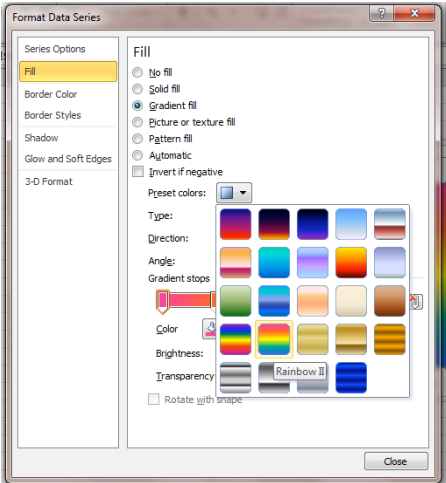 Format Data Series
Series Options
Fill
Border Color
Border Styles
Shadow
Glow and Soft Edges
3-D Format
Fill
No fill
Solid fill
Gradient fill
Picture or texture fill
Pattern fill
Automatic
Invert if negative
Preset colors:
Type:
Direction:
Angle:
Gradient stops
Color
Brightness:
Transparency
Rainbow II
Rotate with shape
Close